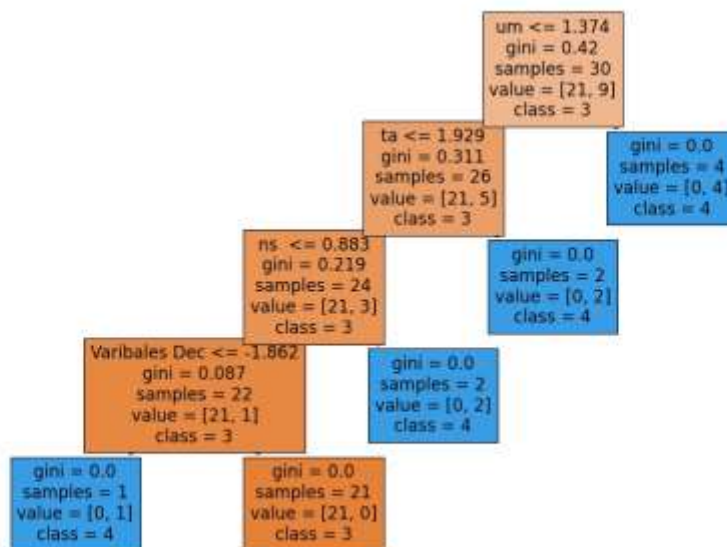 um <= 1.374
gini = 0.42
samples = 30
value = [21, 9]
class = 3
ta <= 1.929
gini = 0.311
samples = 26
value = [21, 5]
class = 3
gini = 0.0
samples = 4
value = [0, 4]
class = 4
ns <= 0.883
gini = 0.219
samples = 24
value = [21, 3]
class = 3
gini = 0.0
samples = 2
value = [0, 2]
class = 4
Varibales Dec <= -1.862
gini = 0.087
samples = 22
value = [21, 1]
class = 3
gini = 0.0
samples = 2
value = [0, 2]
class = 4
gini = 0.0
samples = 1
value = [0, 1]
class = 4
gini = 0.0
samples = 21
value = [21, 0]
class = 3